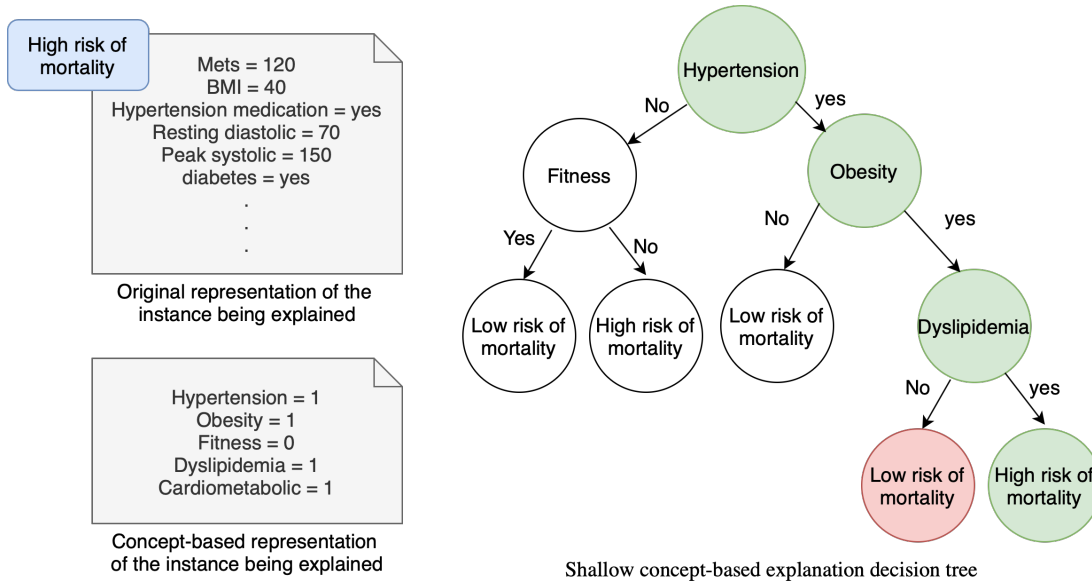 High risk of
mortality
Mets = 120
BMI = 40
Hypertension medication = yes
Resting diastolic = 70
Peak systolic = 150
diabetes = yes
.
.
.
Original representation of the
instance being explained
Hypertension = 1
Obesity = 1
Fitness = 0
Dyslipidemia = 1
Cardiometabolic = 1
Concept-based representation
of the instance being explained
Hypertension
No
yes
Fitness
Obesity
Yes
No
No
yes
Low risk of
mortality
High risk of
mortality
Low risk of
mortality
Dyslipidemia
No
yes
Low risk of
mortality
High risk of
mortality
Shallow concept-based explanation decision tree